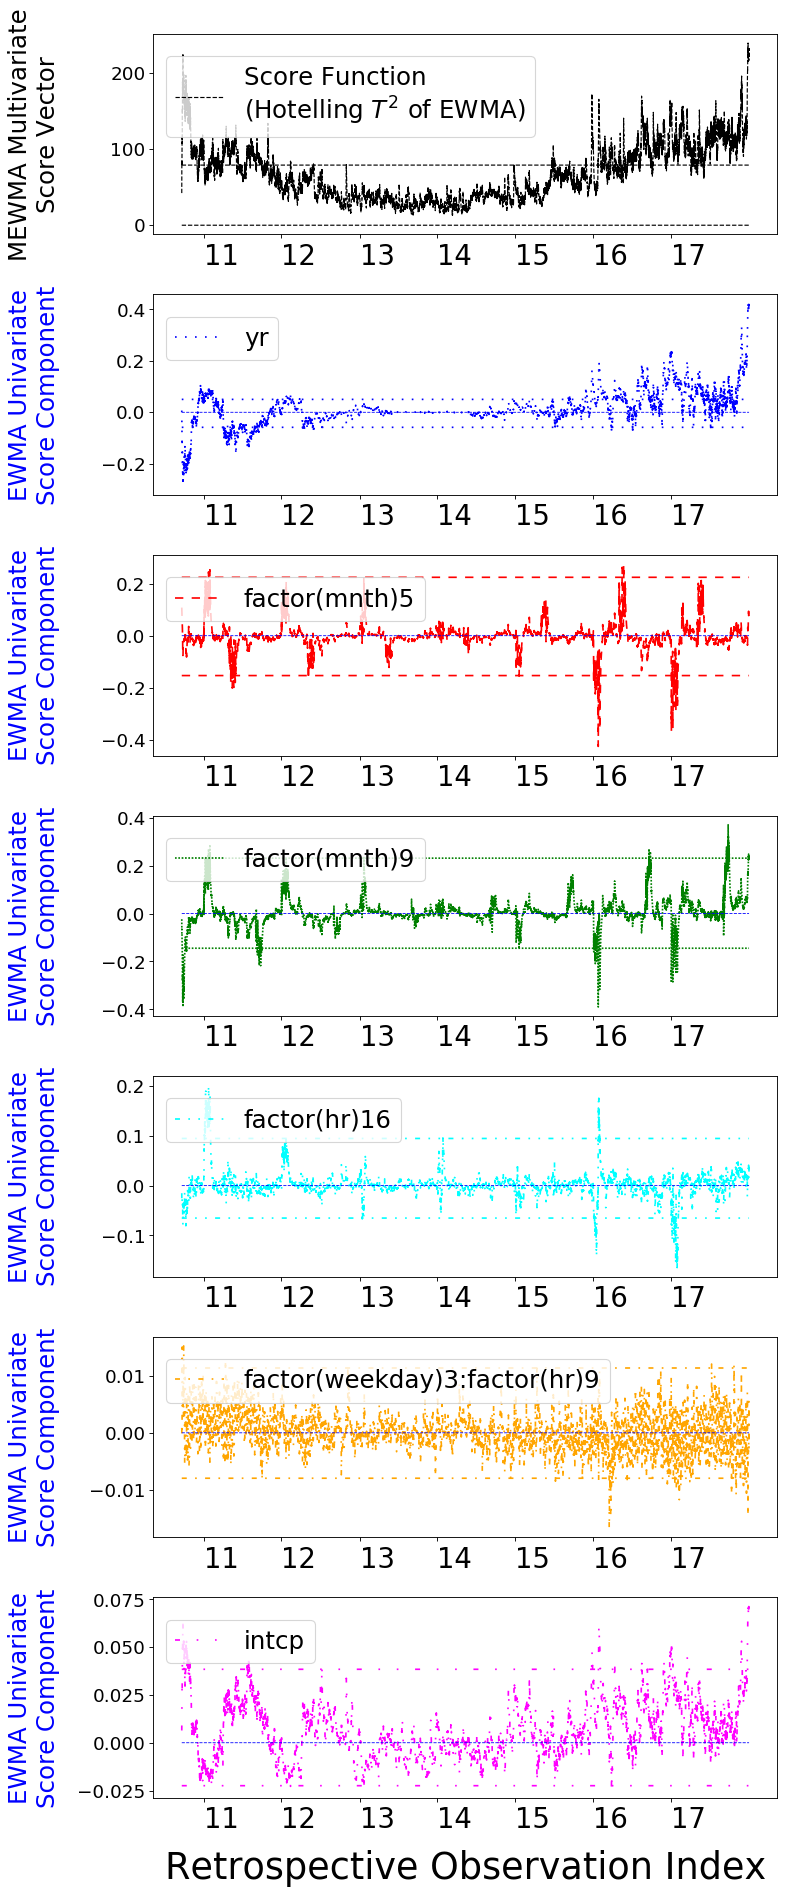 MEWMA Multivariate
Score Vector
200
100
0
Score Function
(Hotelling T² of EWMA)
11 12 13 14 15 16 17
EWMA Univariate
Score Component
0.4
0.2
0.0
−0.2
yr
11 12 13 14 15 16 17
EWMA Univariate
Score Component
0.2
0.0
−0.2
−0.4
factor(mnth)5
11 12 13 14 15 16 17
EWMA Univariate
Score Component
0.4
0.2
0.0
−0.2
−0.4
factor(mnth)9
11 12 13 14 15 16 17
EWMA Univariate
Score Component
0.2
0.1
0.0
−0.1
factor(hr)16
11 12 13 14 15 16 17
EWMA Univariate
Score Component
0.01
0.00
−0.01
factor(weekday)3:factor(hr)9
11 12 13 14 15 16 17
EWMA Univariate
Score Component
0.075
0.050
0.025
0.000
−0.025
intcp
11 12 13 14 15 16 17
Retrospective Observation Index